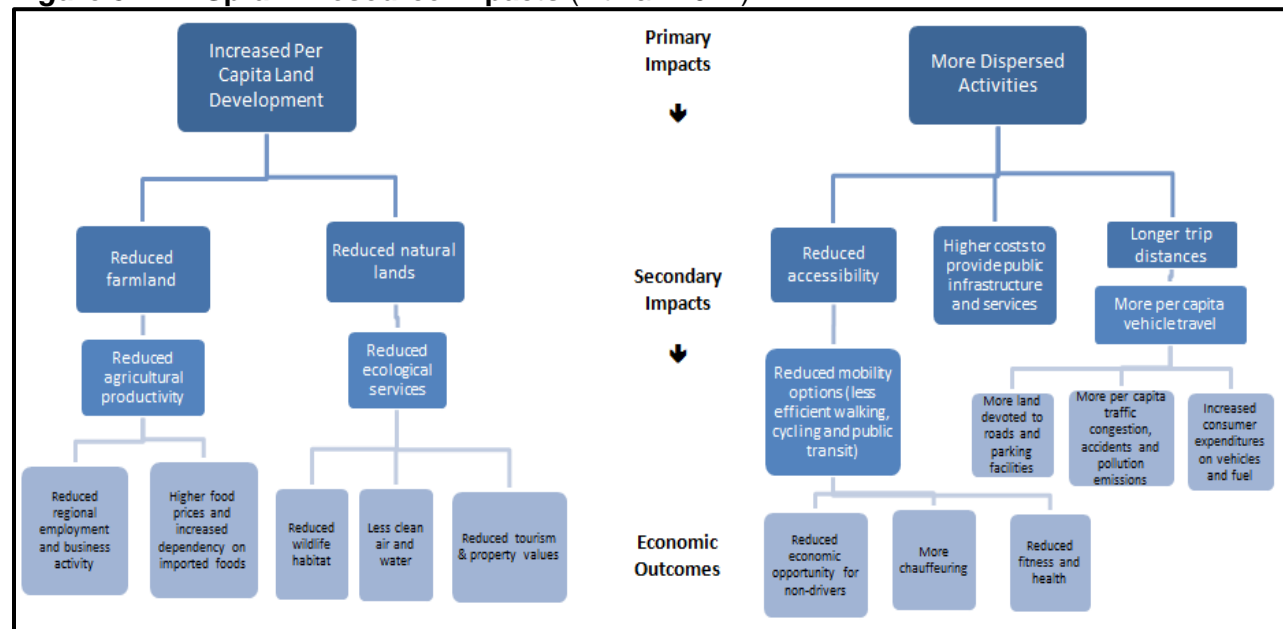 Increased Per
Capita Land
Development
Primary
Impacts
More Dispersed
Activities
Reduced
farmland
Reduced natural
lands
Secondary
Impacts
Reduced
accessibility
Higher costs to
provide public
infrastructure
and services
Longer trip
distances
More per capita
vehicle travel
Reduced
agricultural
productivity
Reduced
ecological
services
Reduced mobility
options (less
efficient walking,
cycling and public
transit)
More land
devoted to
roads and
parking
facilities
More per capita
traffic
congestion,
accidents and
pollution
emissions
Increased
consumer
expenditures
on vehicles
and fuel
Reduced
regional
employment
and business
activity
Higher food
prices and
increased
dependency on
imported foods
Reduced
wildlife
habitat
Less clean
air and
water
Reduced tourism
& property values
Economic
Outcomes
Reduced
economic
opportunity for
non-drivers
More
chauffeuring
Reduced
fitness and
health